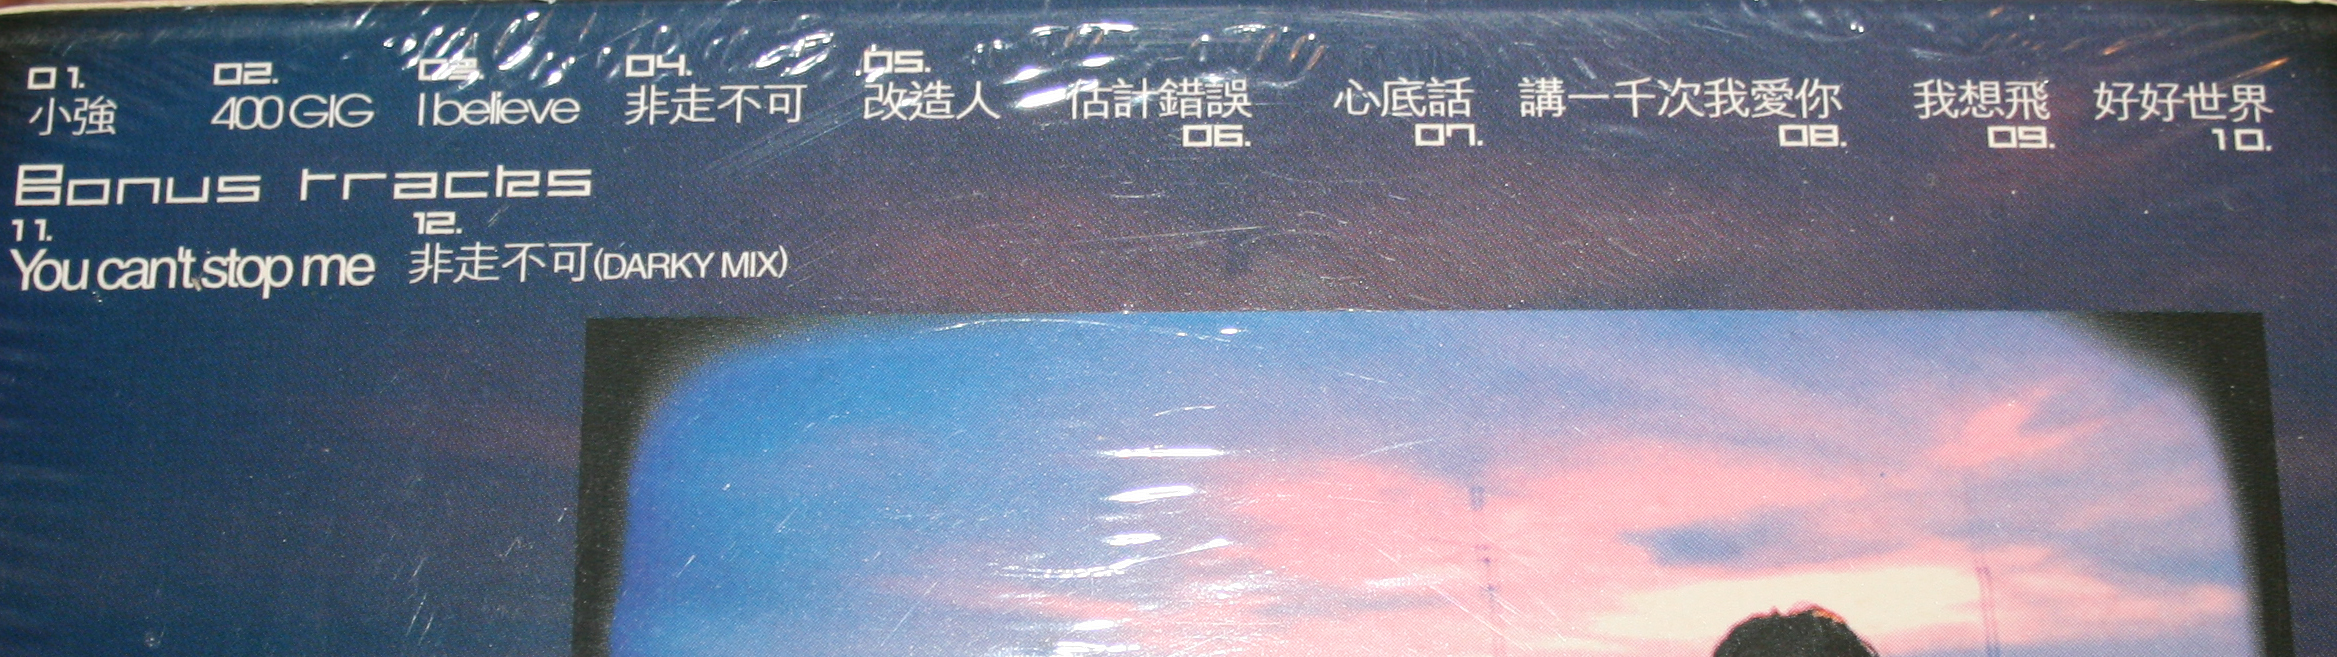 01. 02. 03. 04. 05.
小強 400 GIG I believe 非走不可 改造人 估計錯誤 心底話 講一千次我愛你 我想飛 好好世界
06. 07. 08. 09. 10.
Bonus tracks
11. 12.
You can't stop me 非走不可(DARKY MIX)